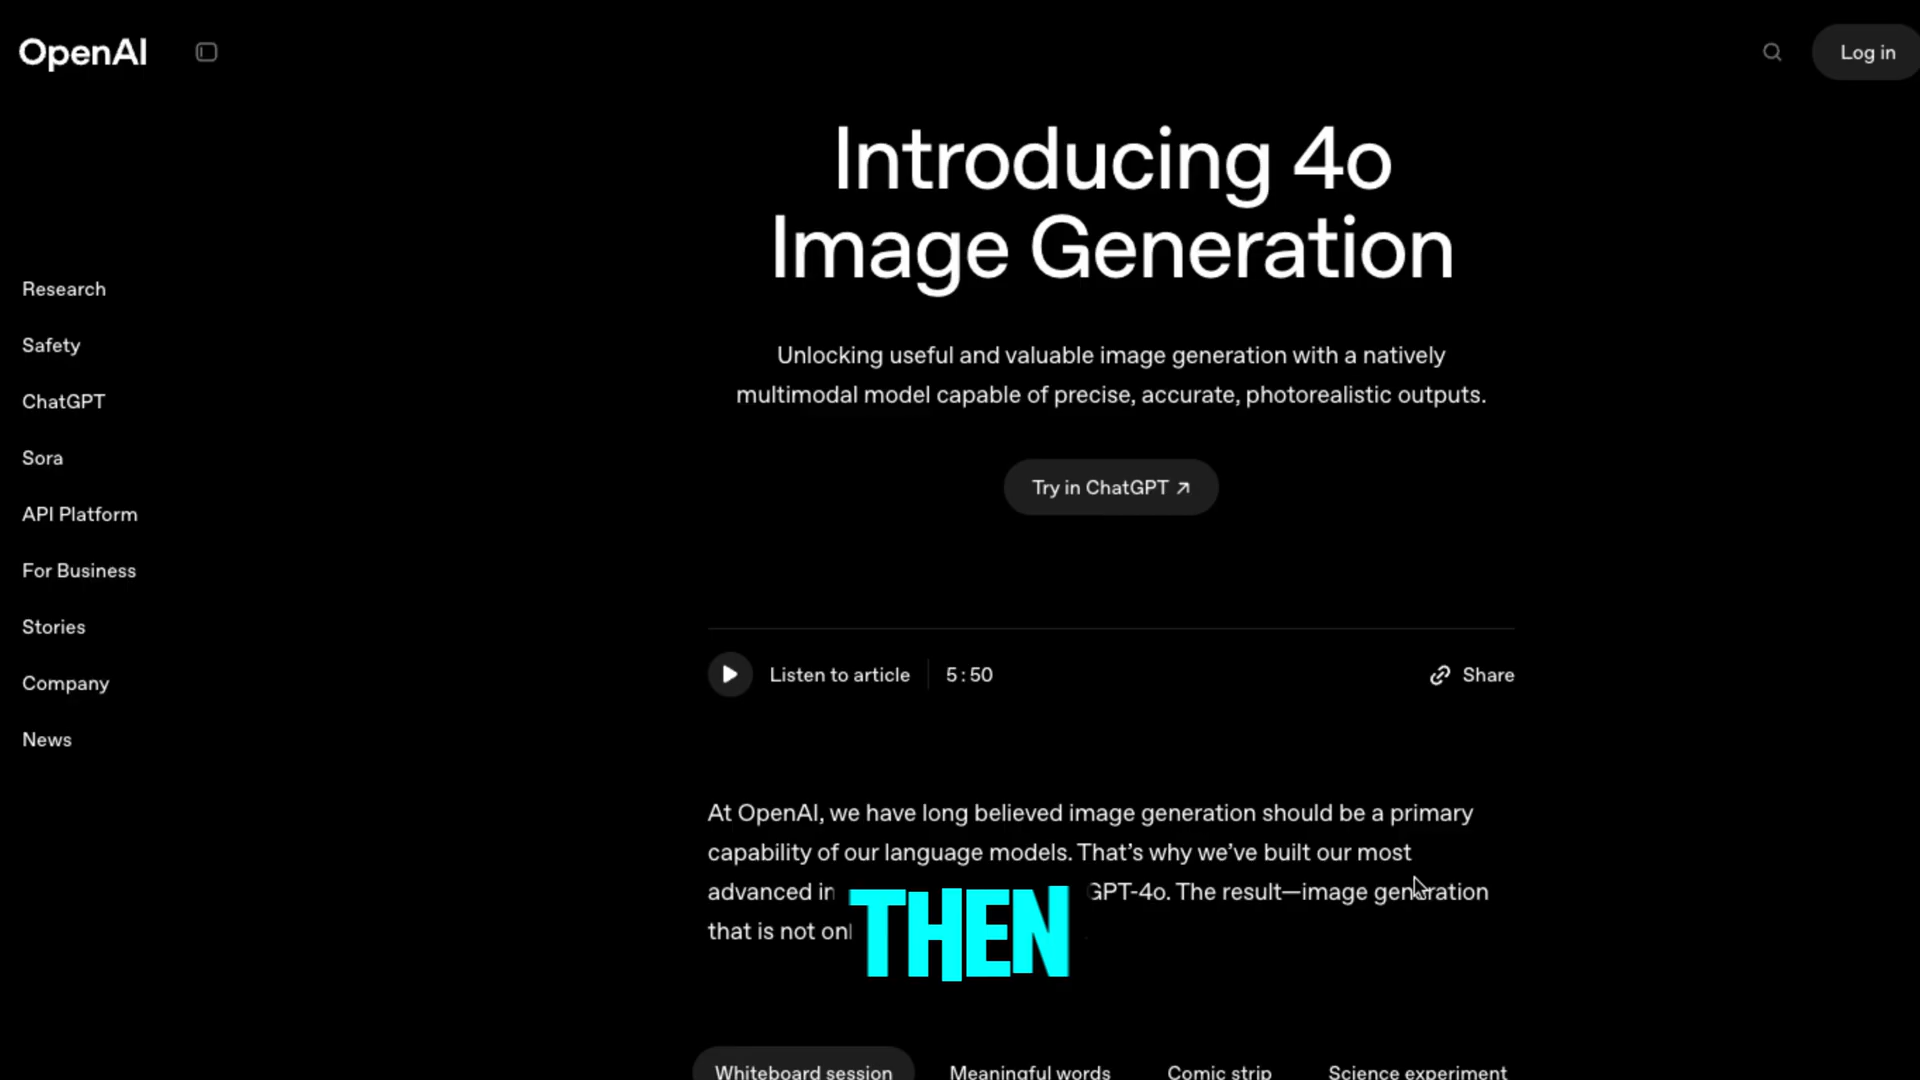 OpenAI
Log in
Introducing 4o
Image Generation
Unlocking useful and valuable image generation with a natively
multimodal model capable of precise, accurate, photorealistic outputs.
Try in ChatGPT ↗
Research
Safety
ChatGPT
Sora
API Platform
For Business
Stories
Company
News
Listen to article
5:50
Share
At OpenAI, we have long believed image generation should be a primary
capability of our language models. That’s why we’ve built our most
advanced GPT-4o. The result—image generation
that is not
THEN
Whiteboard session
Meaningful words
Comic strip
Science experiment